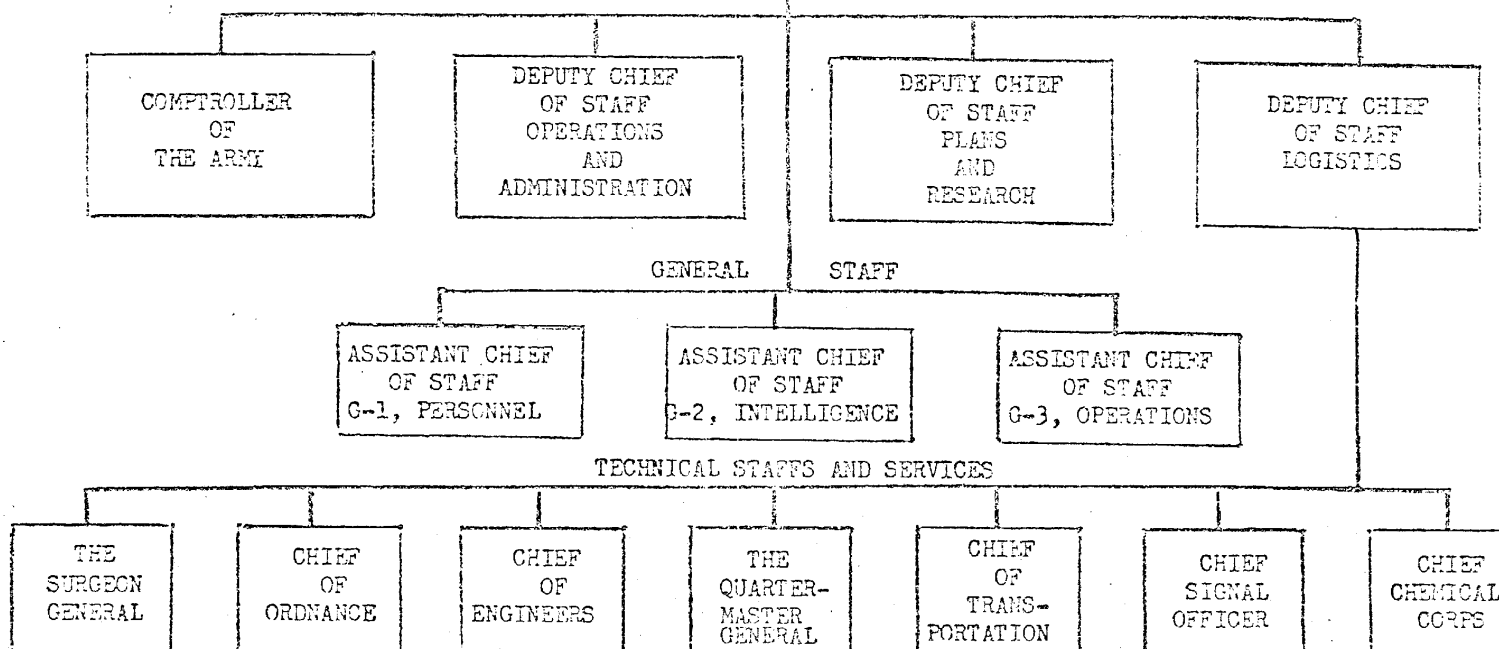 COMPTROLLER
OF
THE ARMY
DEPUTY CHIEF
OF STAFF
OPERATIONS
AND
ADMINISTRATION
DEPUTY CHIEF
OF STAFF
PLANS
AND
RESEARCH
DEPUTY CHIEF
OF STAFF
LOGISTICS
GENERAL STAFF
ASSISTANT CHIEF
OF STAFF
G-1, PERSONNEL
ASSISTANT CHIEF
OF STAFF
G-2, INTELLIGENCE
ASSISTANT CHIEF
OF STAFF
G-3, OPERATIONS
TECHNICAL STAFFS AND SERVICES
THE
SURGEON
GENERAL
CHIEF
OF
ORDNANCE
CHIEF
OF
ENGINEERS
THE
QUARTER-
MASTER
GENERAL
CHIEF
OF
TRANS-
PORTATION
CHIEF
SIGNAL
OFFICER
CHIEF
CHEMICAL
CORPS